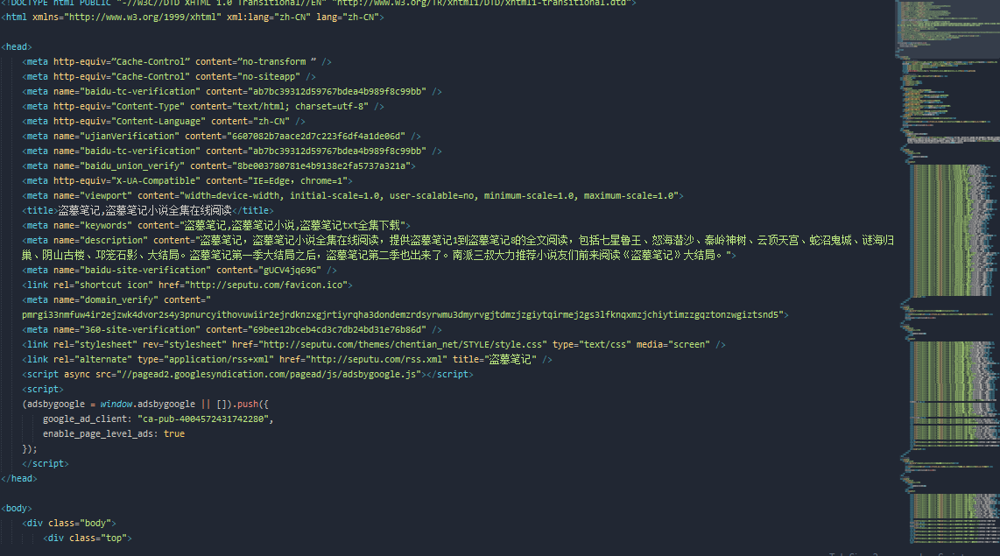 <!DOCTYPE html PUBLIC "-//W3C//DTD XHTML 1.0 Transitional//EN" "http://www.w3.org/TR/xhtml1/DTD/xhtml1-transitional.dtd">
<html xmlns="http://www.w3.org/1999/xhtml" xml:lang="zh-CN" lang="zh-CN">
<head>
<meta http-equiv=”Cache-Control” content=”no-transform ” />
<meta http-equiv="Cache-Control" content="no-siteapp" />
<meta name="baidu-tc-verification" content="ab7bc39312d59767bdea4b989f8c99bb" />
<meta http-equiv="Content-Type" content="text/html; charset=utf-8" />
<meta http-equiv="Content-Language" content="zh-CN" />
<meta name="ujianVerification" content="6607082b7aace2d7c223f6df4a1de06d" />
<meta name="baidu-tc-verification" content="ab7bc39312d59767bdea4b989f8c99bb" />
<meta name="baidu_union_verify" content="8be003780781e4b9138e2fa5737a321a">
<meta http-equiv="X-UA-Compatible" content="IE=Edge，chrome=1">
<meta name="viewport" content="width=device-width, initial-scale=1.0, user-scalable=no, minimum-scale=1.0, maximum-scale=1.0">
<title>盗墓笔记,盗墓笔记小说全集在线阅读</title>
<meta name="keywords" content="盗墓笔记,盗墓笔记小说,盗墓笔记txt全集下载">
<meta name="description" content="盗墓笔记，盗墓笔记小说全集在线阅读，提供盗墓笔记1到盗墓笔记8的全文阅读，包括七星鲁王、怒海潜沙、秦岭神树、云顶天宫、蛇沼鬼城、谜海归
巢、阴山古楼、邛笼石影、大结局。盗墓笔记第一季大结局之后，盗墓笔记第二季也出来了。南派三叔大力推荐小说友们前来阅读《盗墓笔记》大结局。">
<meta name="baidu-site-verification" content="gUCV4jq69G" />
<link rel="shortcut icon" href="http://seputu.com/favicon.ico">
<meta name="domain_verify" content="
pmrgi33nmfuw4ir2ejzwk4dvor2s4y3pnurcyithovuwiir2ejrdknzxgjrtiyrqha3dondemzrdsyrwmu3dmyrvgjtdmzjzgiytqirmej2gs3lfknqxmzjchiytimzzgqztonzwgiztsnd5">
<meta name="360-site-verification" content="69bee12bceb4cd3c7db24bd31e76b86d" />
<link rel="stylesheet" rev="stylesheet" href="http://seputu.com/themes/chentian_net/STYLE/style.css" type="text/css" media="screen" />
<link rel="alternate" type="application/rss+xml" href="http://seputu.com/rss.xml" title="盗墓笔记" />
<script async src="//pagead2.googlesyndication.com/pagead/js/adsbygoogle.js"></script>
<script>
(adsbygoogle = window.adsbygoogle || []).push({
google_ad_client: "ca-pub-4004572431742280",
enable_page_level_ads: true
});
</script>
</head>
<body>
<div class="body">
<div class="top">